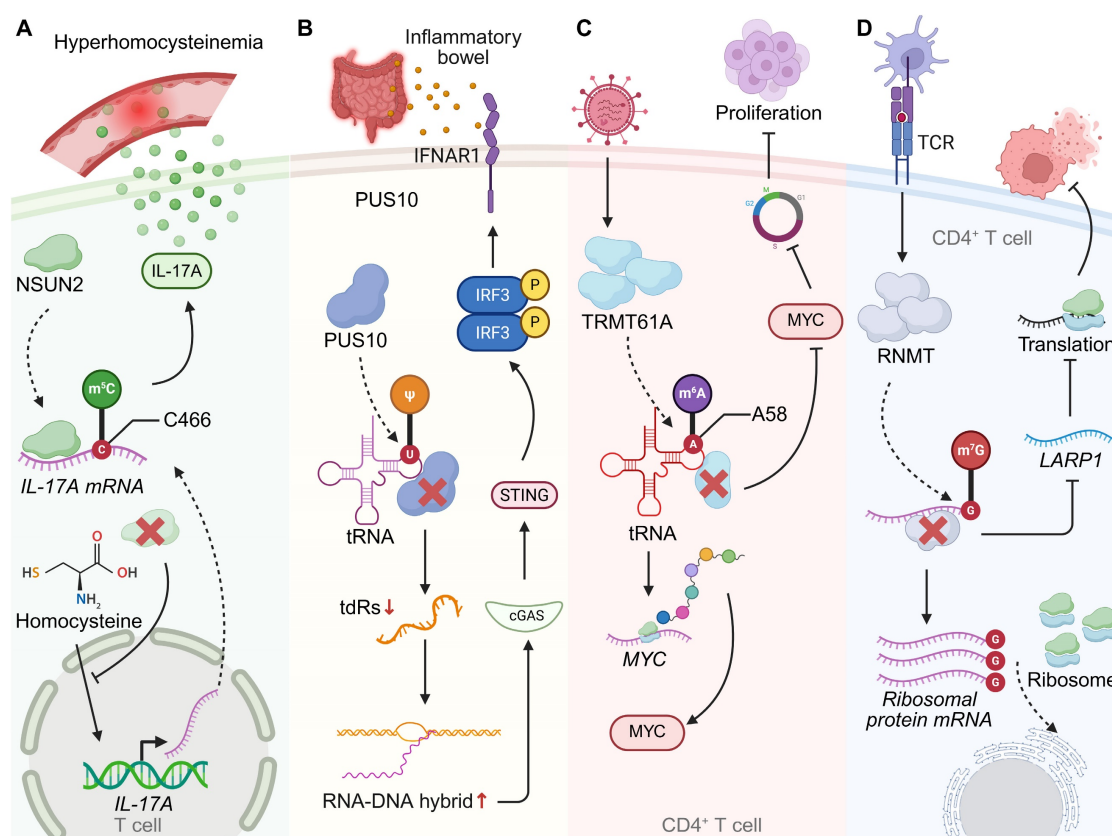 A
Hyperhomocysteinemia
NSUN2
IL-17A
m⁵C
C466
C
IL-17A mRNA
HS
O
OH
NH₂
Homocysteine
IL-17A
T cell
B
Inflammatory
bowel
IFNAR1
PUS10
PUS10
IRF3
P
IRF3
P
ψ
U
tRNA
STING
tdRs
cGAS
RNA-DNA hybrid
C
Proliferation
M
G1
G2
S
TRMT61A
MYC
m⁶A
A58
A
tRNA
MYC
MYC
CD4⁺ T cell
D
TCR
CD4⁺ T cell
RNMT
Translation
m⁷G
LARP1
G
G
G
G
Ribosomal
protein mRNA
Ribosome